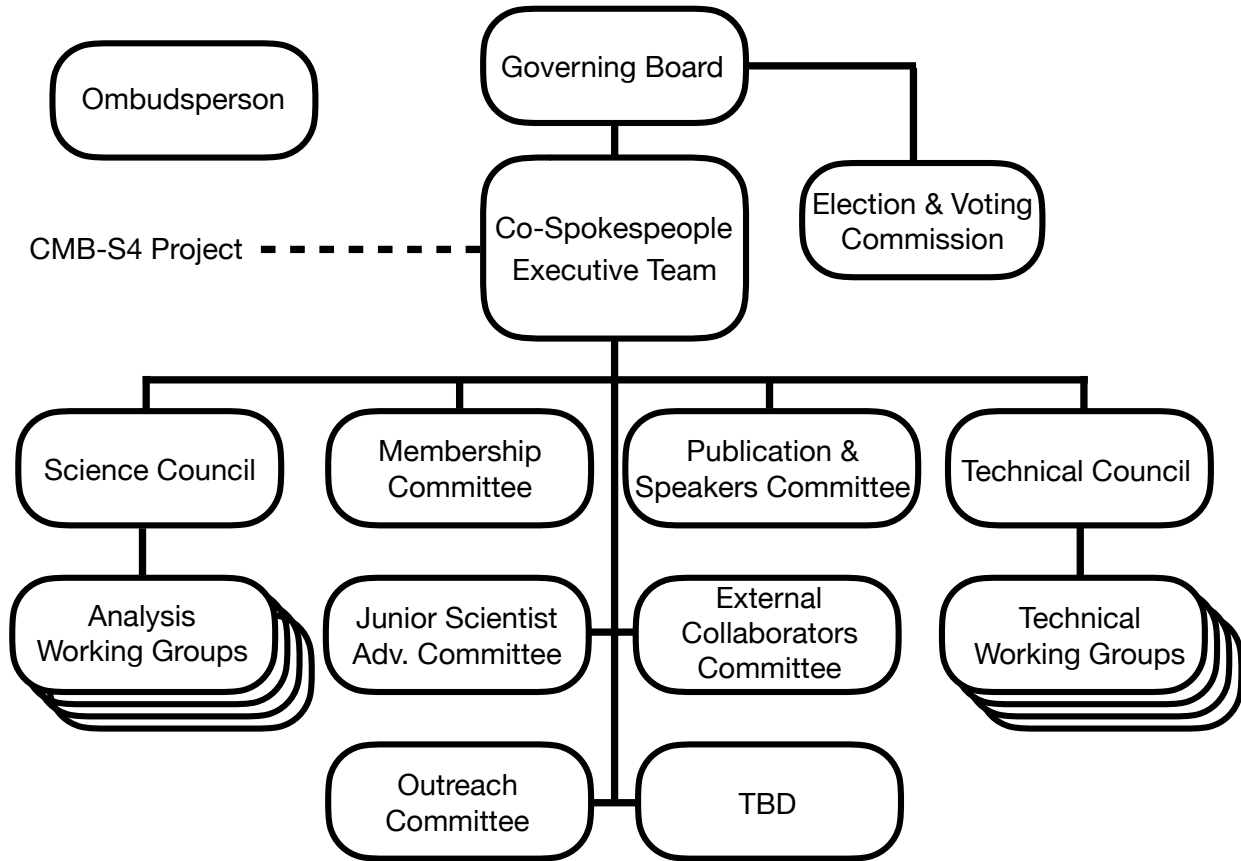 Ombudsperson
Governing Board
Election & Voting
Commission
Co-Spokespeople
Executive Team
CMB-S4 Project
Science Council
Membership
Committee
Publication &
Speakers Committee
Technical Council
Analysis
Working Groups
Junior Scientist
Adv. Committee
External
Collaborators
Committee
Technical
Working Groups
Outreach
Committee
TBD